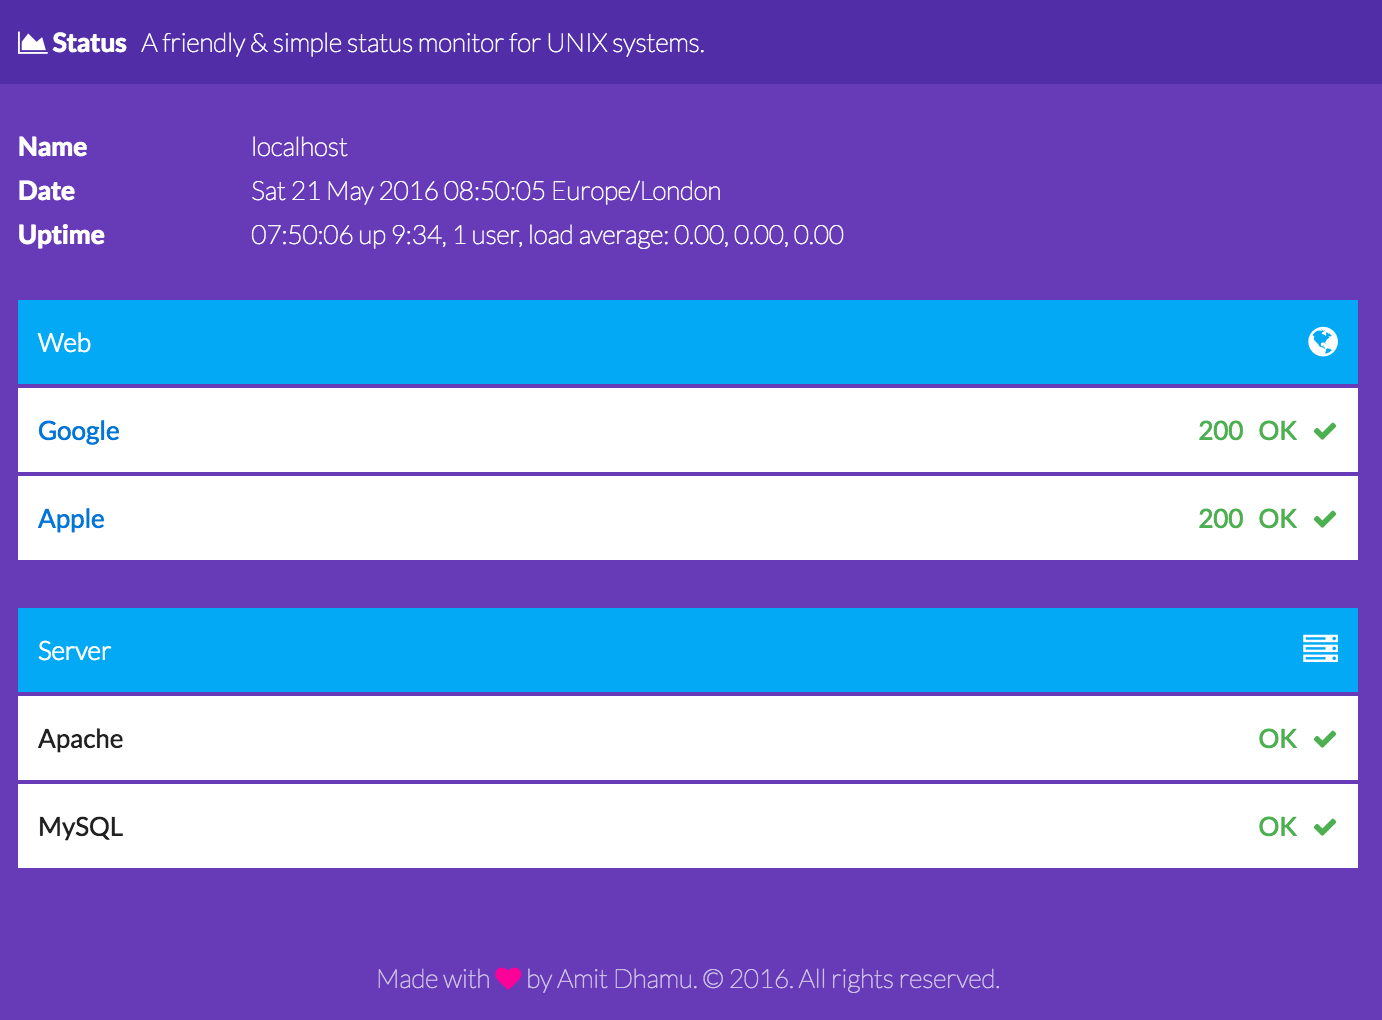 Status A friendly & simple status monitor for UNIX systems.
Name localhost
Date Sat 21 May 2016 08:50:05 Europe/London
Uptime 07:50:06 up 9:34, 1 user, load average: 0.00, 0.00, 0.00
Web
Google 200 OK
Apple 200 OK
Server
Apache OK
MySQL OK
Made with by Amit Dhamu. © 2016. All rights reserved.